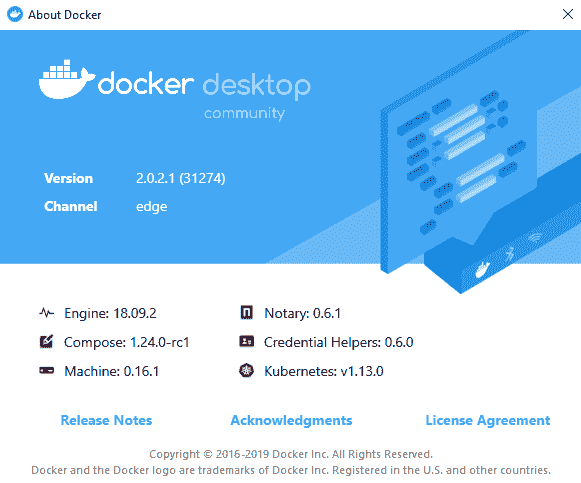 About Docker
docker desktop
community
Version 2.0.2.1 (31274)
Channel edge
Engine: 18.09.2
Notary: 0.6.1
Compose: 1.24.0-rc1
Credential Helpers: 0.6.0
Machine: 0.16.1
Kubernetes: v1.13.0
Release Notes
Acknowledgments
License Agreement
Copyright © 2016-2019 Docker Inc. All Rights Reserved.
Docker and the Docker logo are trademarks of Docker Inc. Registered in the U.S. and other countries.